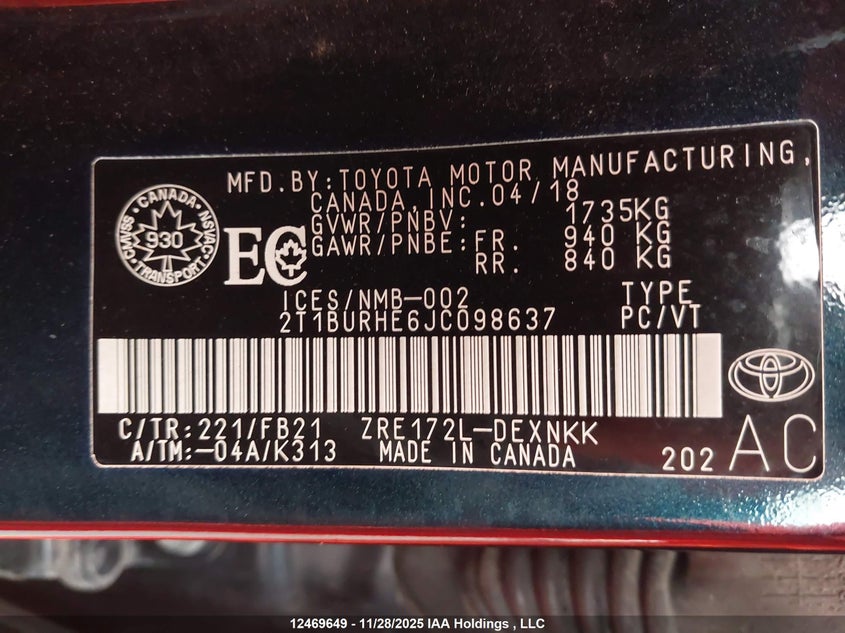 MFD.BY:TOYOTA MOTOR MANUFACTURING,
CANADA,INC.04/18
GVWR/PNBV: 1735KG
GAWR/PNBE:FR. 940 KG
RR. 840 KG
CANADA
CMVSS 930 NSVAC
TRANSPORT
EC
ICES/NMB-002 TYPE
2T1BURHE6JC098637 PC/VT
C/TR:221/FB21 ZRE172L-DEXNKK
A/TM:-04A/K313 MADE IN CANADA 202 AC
12469649 - 11/28/2025 IAA Holdings , LLC